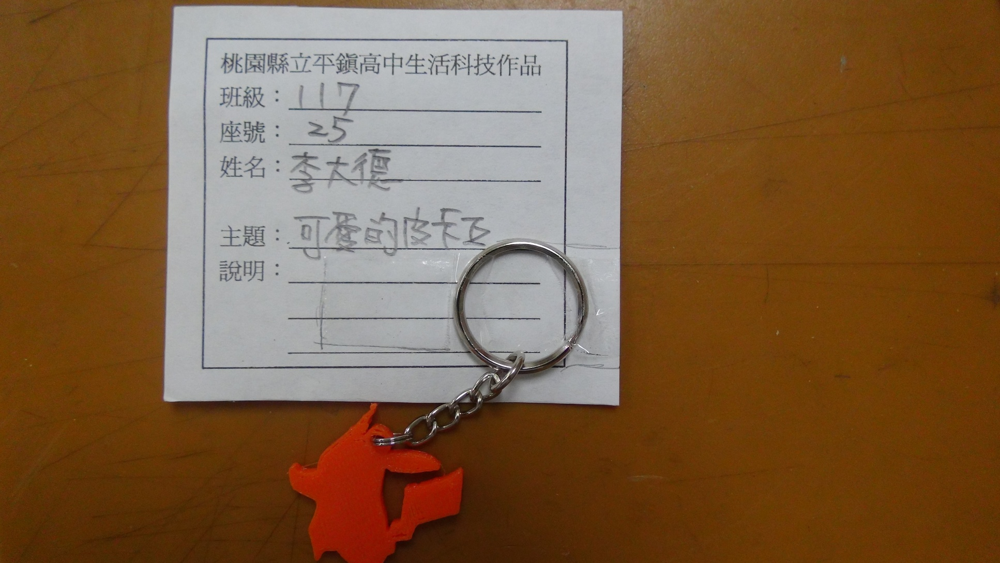 桃園縣立平鎮高中生活科技作品
班級：117
座號：25
姓名：李大德
主題：可愛的皮卡丘
說明：